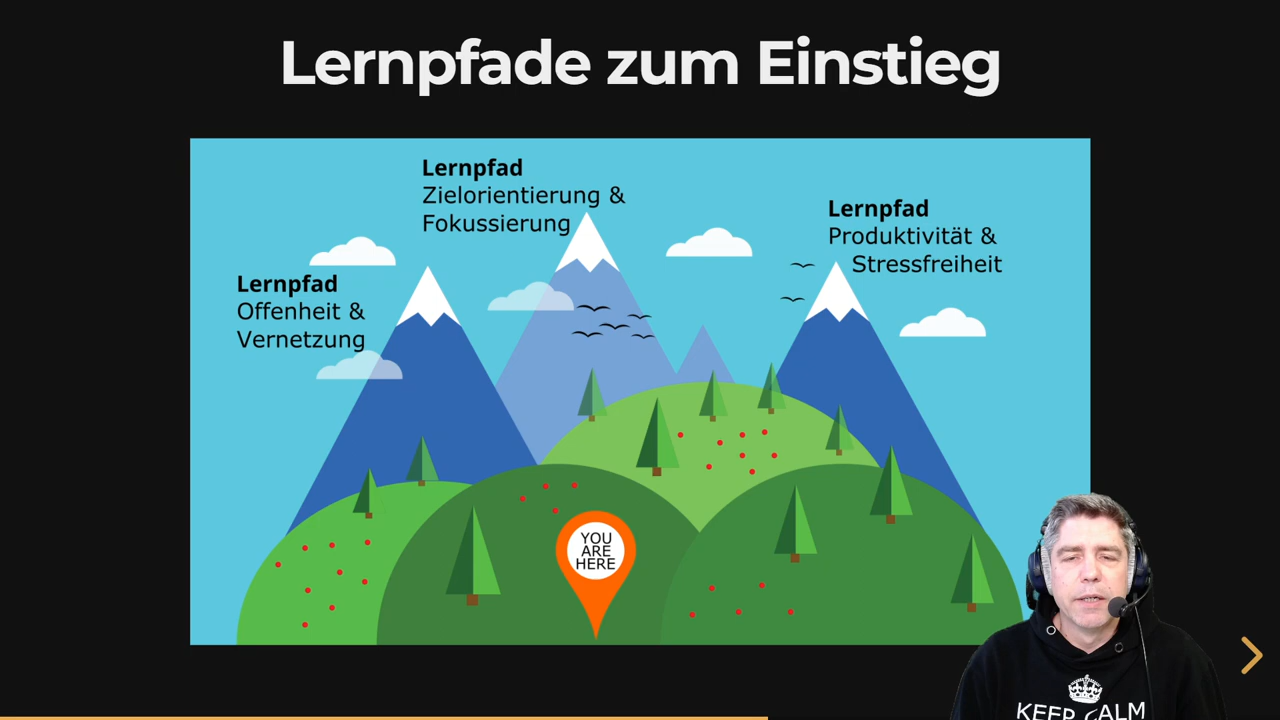 Lernpfade zum Einstieg
Lernpfad
Zielorientierung &
Fokussierung
Lernpfad
Produktivität &
Stressfreiheit
Lernpfad
Offenheit &
Vernetzung
YOU
ARE
HERE
KEEP CALM